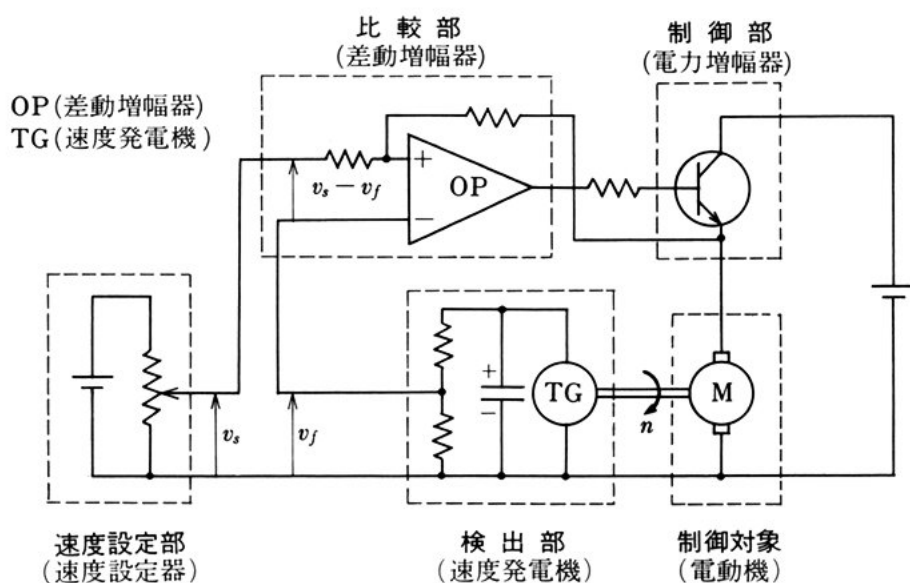 比較部
(差動増幅器)
制御部
(電力増幅器)
OP(差動増幅器)
TG(速度発電機)
+
OP
−
v_s − v_f
+
−
TG
n
M
v_s
v_f
速度設定部
(速度設定器)
検出部
(速度発電機)
制御対象
(電動機)